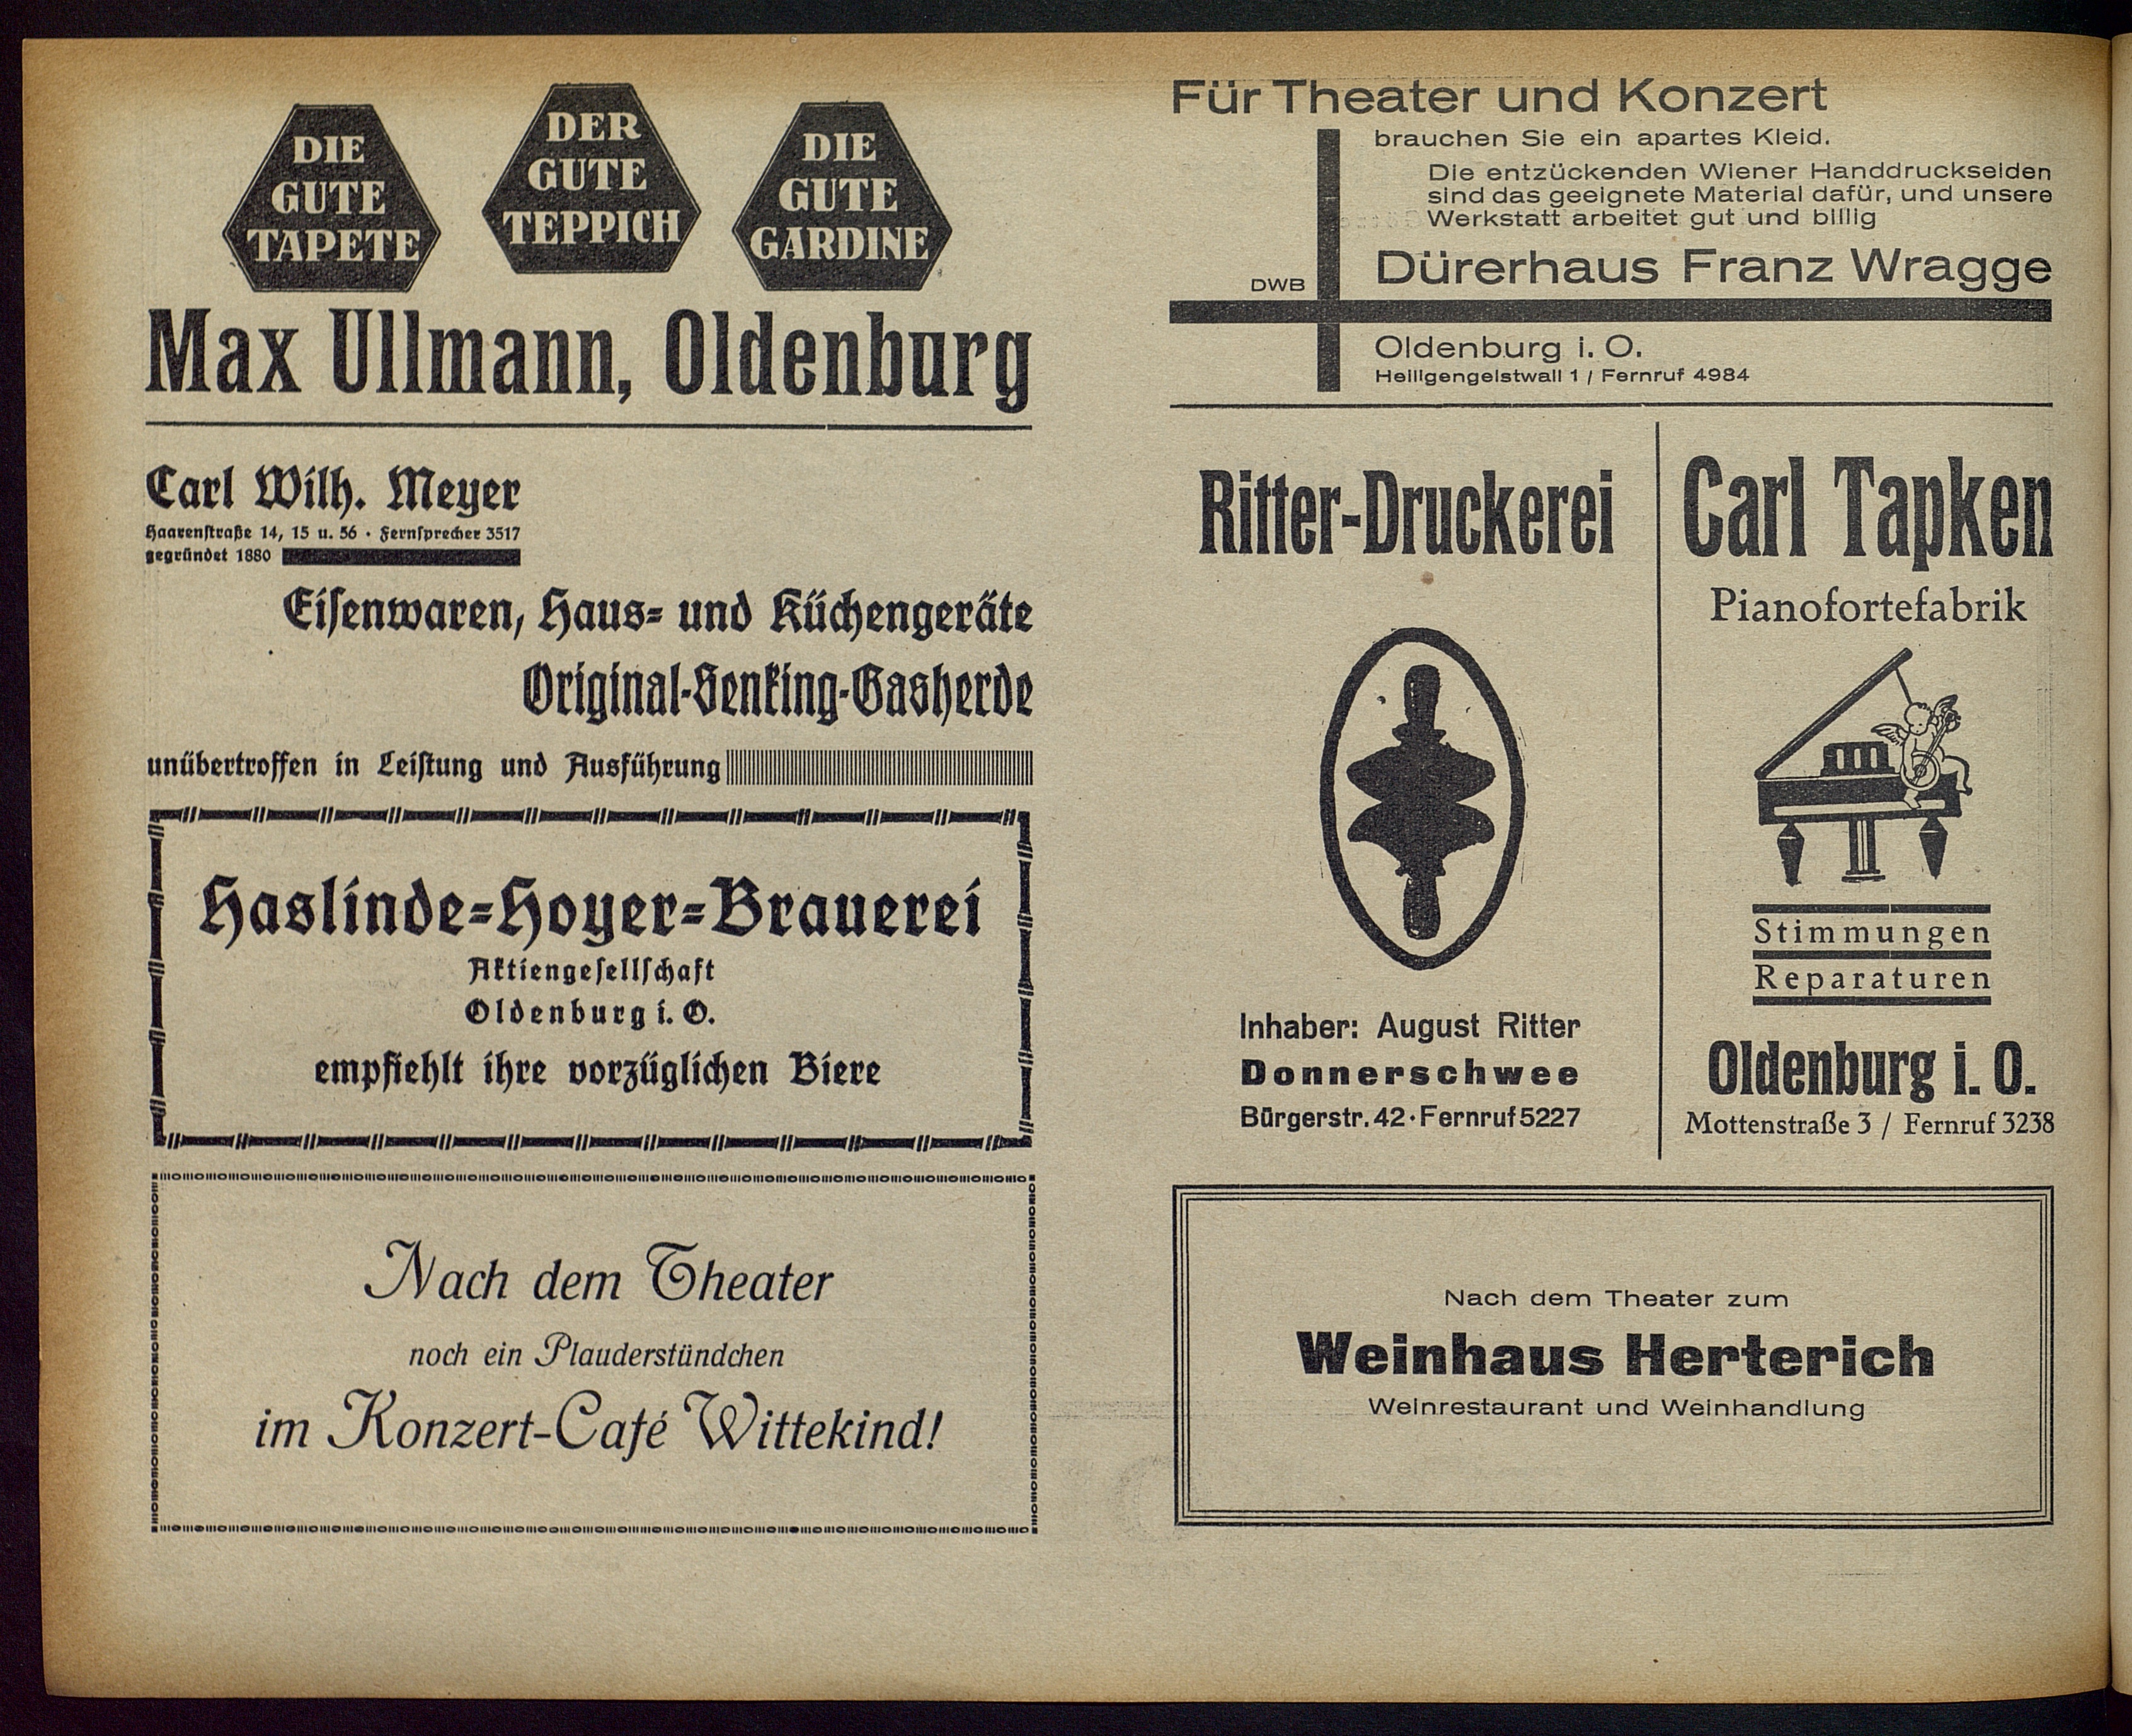 DIE
GUTE
TAPETE
DER
GUTE
TEPPICH
DIE
GUTE
GARDINE
Max Ullmann, Oldenburg
Carl Wilh. Meyer
Haarenstraße 14, 15 u. 56 · Fernsprecher 3517
gegründet 1880
Eisenwaren, Haus- und Küchengeräte
Original-Senking-Gasherde
unübertroffen in Leistung und Ausführung
Haslinde-Hoyer-Brauerei
Aktiengesellschaft
Oldenburg i. O.
empfiehlt ihre vorzüglichen Biere
Nach dem Theater
noch ein Plauderstündchen
im Konzert-Café Wittekind!
Für Theater und Konzert
brauchen Sie ein apartes Kleid.
Die entzückenden Wiener Handdruckseiden
sind das geeignete Material dafür, und unsere
Werkstatt arbeitet gut und billig
DWB
Dürerhaus Franz Wragge
Oldenburg i. O.
Heiligengeistwall 1 / Fernruf 4984
Ritter-Druckerei
Inhaber: August Ritter
Donnerschwee
Bürgerstr. 42 · Fernruf 5227
Carl Tapken
Pianofortefabrik
Stimmungen
Reparaturen
Oldenburg i. O.
Mottenstraße 3 / Fernruf 3238
Nach dem Theater zum
Weinhaus Herterich
Weinrestaurant und Weinhandlung